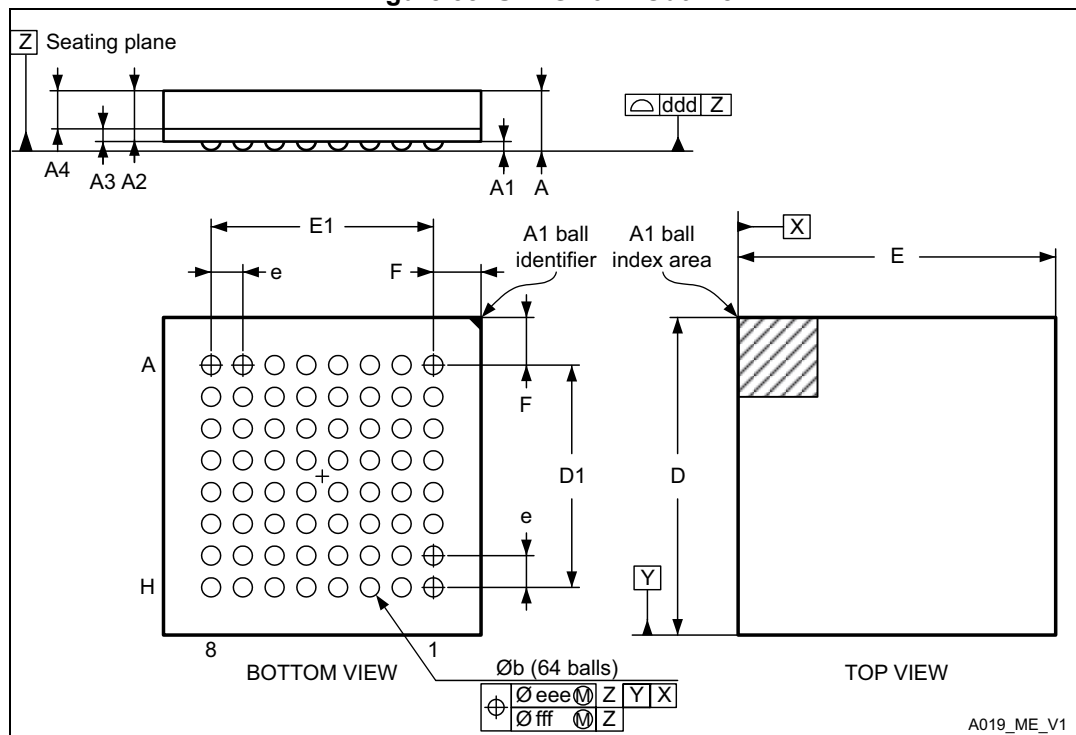 Z Seating plane
ddd Z
A4
A3 A2
A1
A
E1
A1 ball
identifier
A1 ball
index area
X
e
F
E
A
F
D1
D
e
H
Y
8
1
BOTTOM VIEW
Øb (64 balls)
TOP VIEW
Ø eee Ⓜ Z Y X
Ø fff Ⓜ Z
A019_ME_V1